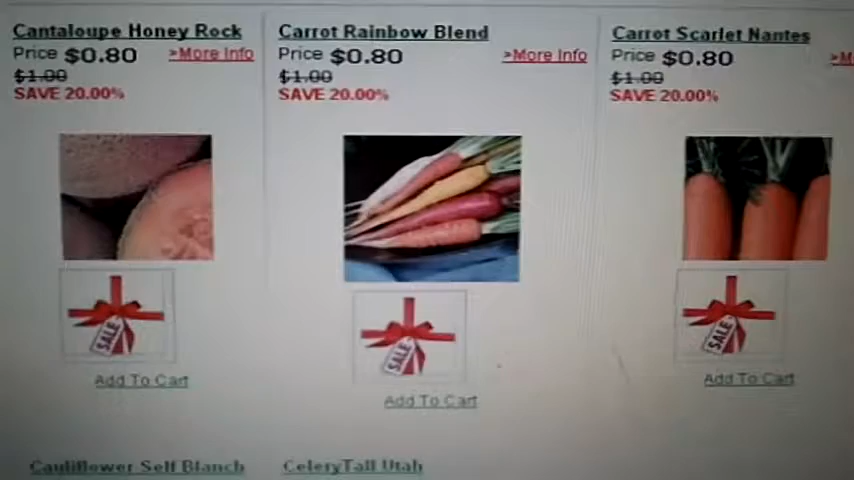 Cantaloupe Honey Rock
Price $0.80 >More Info
$1.00
SAVE 20.00%
SALE
Add To Cart
Carrot Rainbow Blend
Price $0.80 >More Info
$1.00
SAVE 20.00%
SALE
Add To Cart
Carrot Scarlet Nantes
Price $0.80 >M
$1.00
SAVE 20.00%
SALE
Add To Cart
Cauliflower Self Blanch
CeleryTall Utah